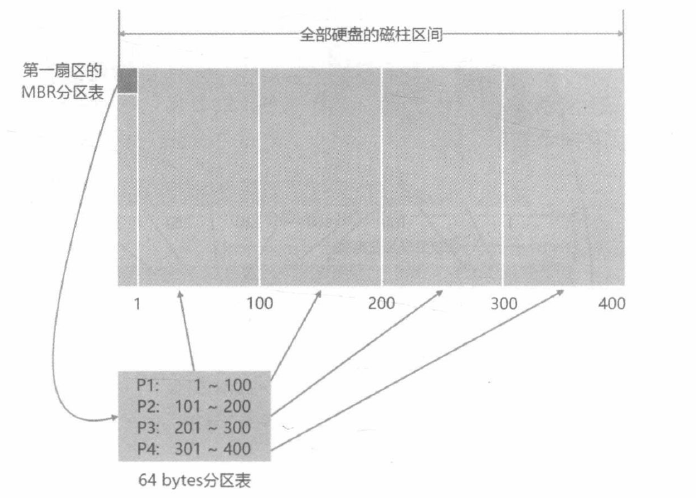 全部硬盘的磁柱区间
第一扇区的
MBR分区表
1 100 200 300 400
P1: 1 ~ 100
P2: 101 ~ 200
P3: 201 ~ 300
P4: 301 ~ 400
64 bytes分区表